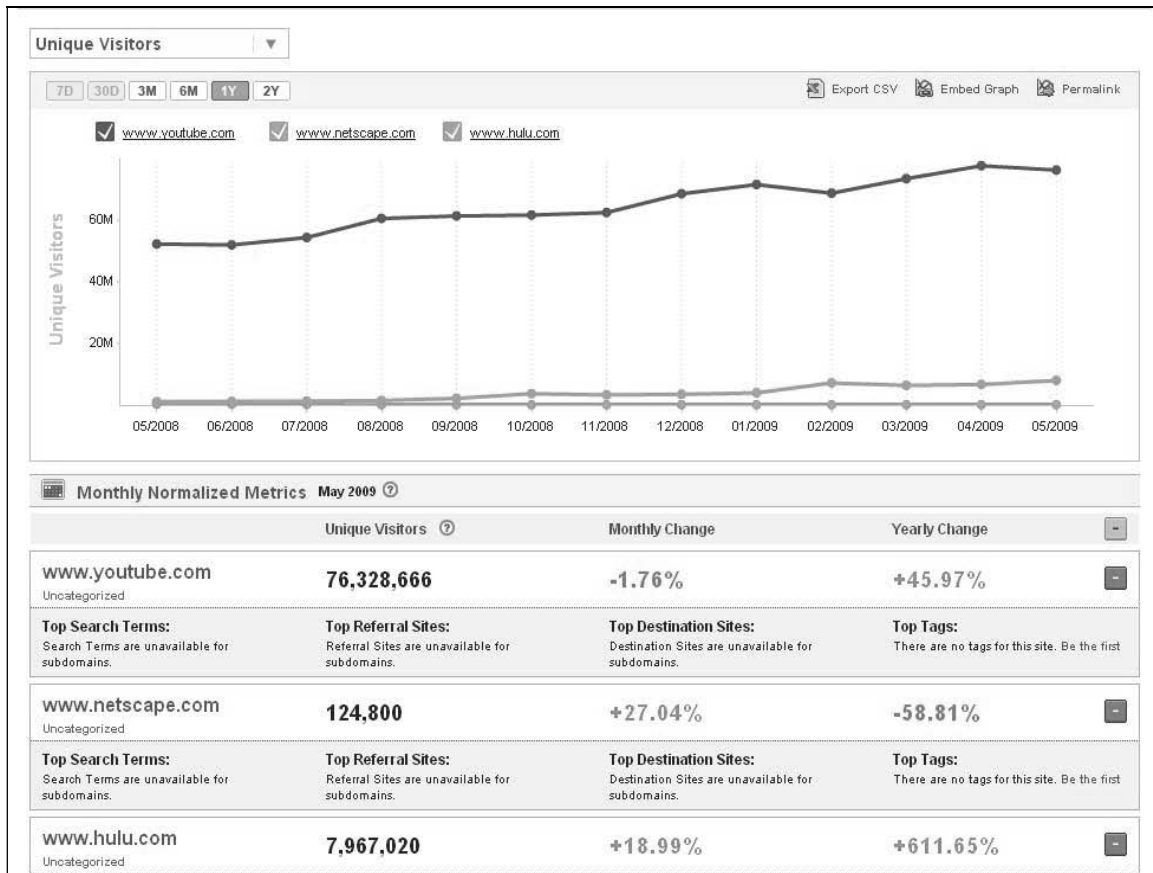 Unique Visitors
7D 30D 3M 6M 1Y 2Y Export CSV Embed Graph Permalink
www.youtube.com www.netscape.com www.hulu.com
Unique Visitors
60M
40M
20M
05/2008 06/2008 07/2008 08/2008 09/2008 10/2008 11/2008 12/2008 01/2009 02/2009 03/2009 04/2009 05/2009
Monthly Normalized Metrics May 2009 ?
Unique Visitors ? Monthly Change Yearly Change -
www.youtube.com 76,328,666 -1.76% +45.97% -
Uncategorized
Top Search Terms: Top Referral Sites: Top Destination Sites: Top Tags:
Search Terms are unavailable for Referral Sites are unavailable for Destination Sites are unavailable for There are no tags for this site. Be the first
subdomains. subdomains. subdomains.
www.netscape.com 124,800 +27.04% -58.81% -
Uncategorized
Top Search Terms: Top Referral Sites: Top Destination Sites: Top Tags:
Search Terms are unavailable for Referral Sites are unavailable for Destination Sites are unavailable for There are no tags for this site. Be the first
subdomains. subdomains. subdomains.
www.hulu.com 7,967,020 +18.99% +611.65% -
Uncategorized